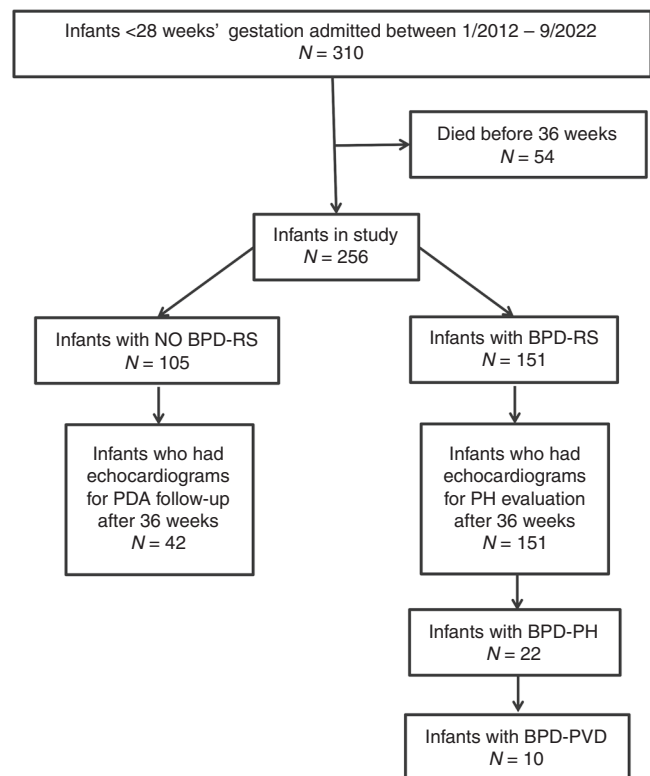 Infants <28 weeks’ gestation admitted between 1/2012 – 9/2022
N = 310
Died before 36 weeks
N = 54
Infants in study
N = 256
Infants with NO BPD-RS
N = 105
Infants with BPD-RS
N = 151
Infants who had
echocardiograms
for PDA follow-up
after 36 weeks
N = 42
Infants who had
echocardiograms
for PH evaluation
after 36 weeks
N = 151
Infants with BPD-PH
N = 22
Infants with BPD-PVD
N = 10